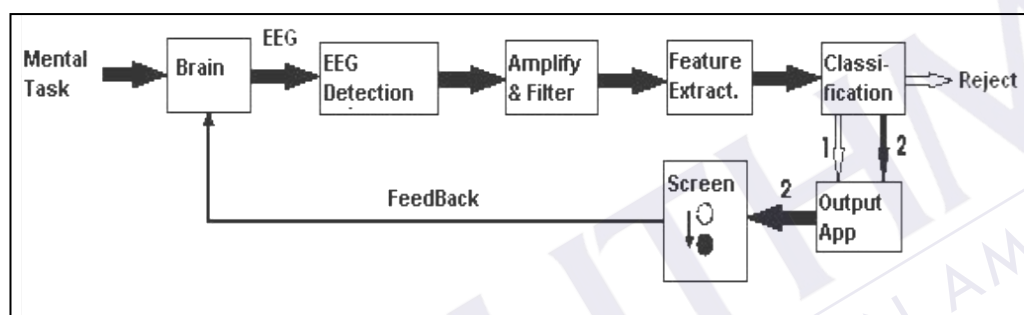 EEG
Mental
Task
Brain
EEG
Detection
Amplify
& Filter
Feature
Extract.
Classi-
fication
Reject
1
2
Screen
2
Output
App
FeedBack